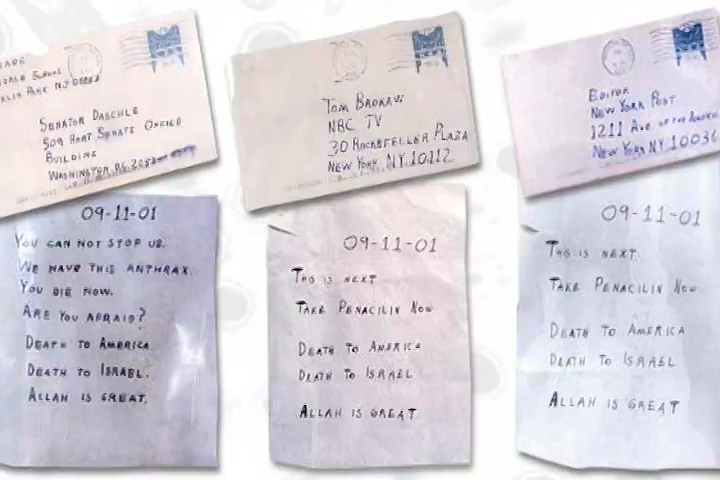 SCHOOL
PARK NJ
SENATOR DASCHLE
509 HART SENATE OFFICE
BUILDING
WASHINGTON D.C.
TOM BROKAW
NBC TV
30 ROCKEFELLER PLAZA
NEW YORK NY 10112
EDITOR
NEW YORK POST
1211 AVE. OF THE
NEW YORK NY 10036
09-11-01
YOU CAN NOT STOP US.
WE HAVE THIS ANTHRAX.
YOU DIE NOW.
ARE YOU AFRAID?
DEATH TO AMERICA.
DEATH TO ISRAEL.
ALLAH IS GREAT.
09-11-01
THIS IS NEXT
TAKE PENACILIN NOW
DEATH TO AMERICA
DEATH TO ISRAEL
ALLAH IS GREAT
09-11-01
THIS IS NEXT
TAKE PENACILIN NOW
DEATH TO AMERICA
DEATH TO ISRAEL
ALLAH IS GREAT